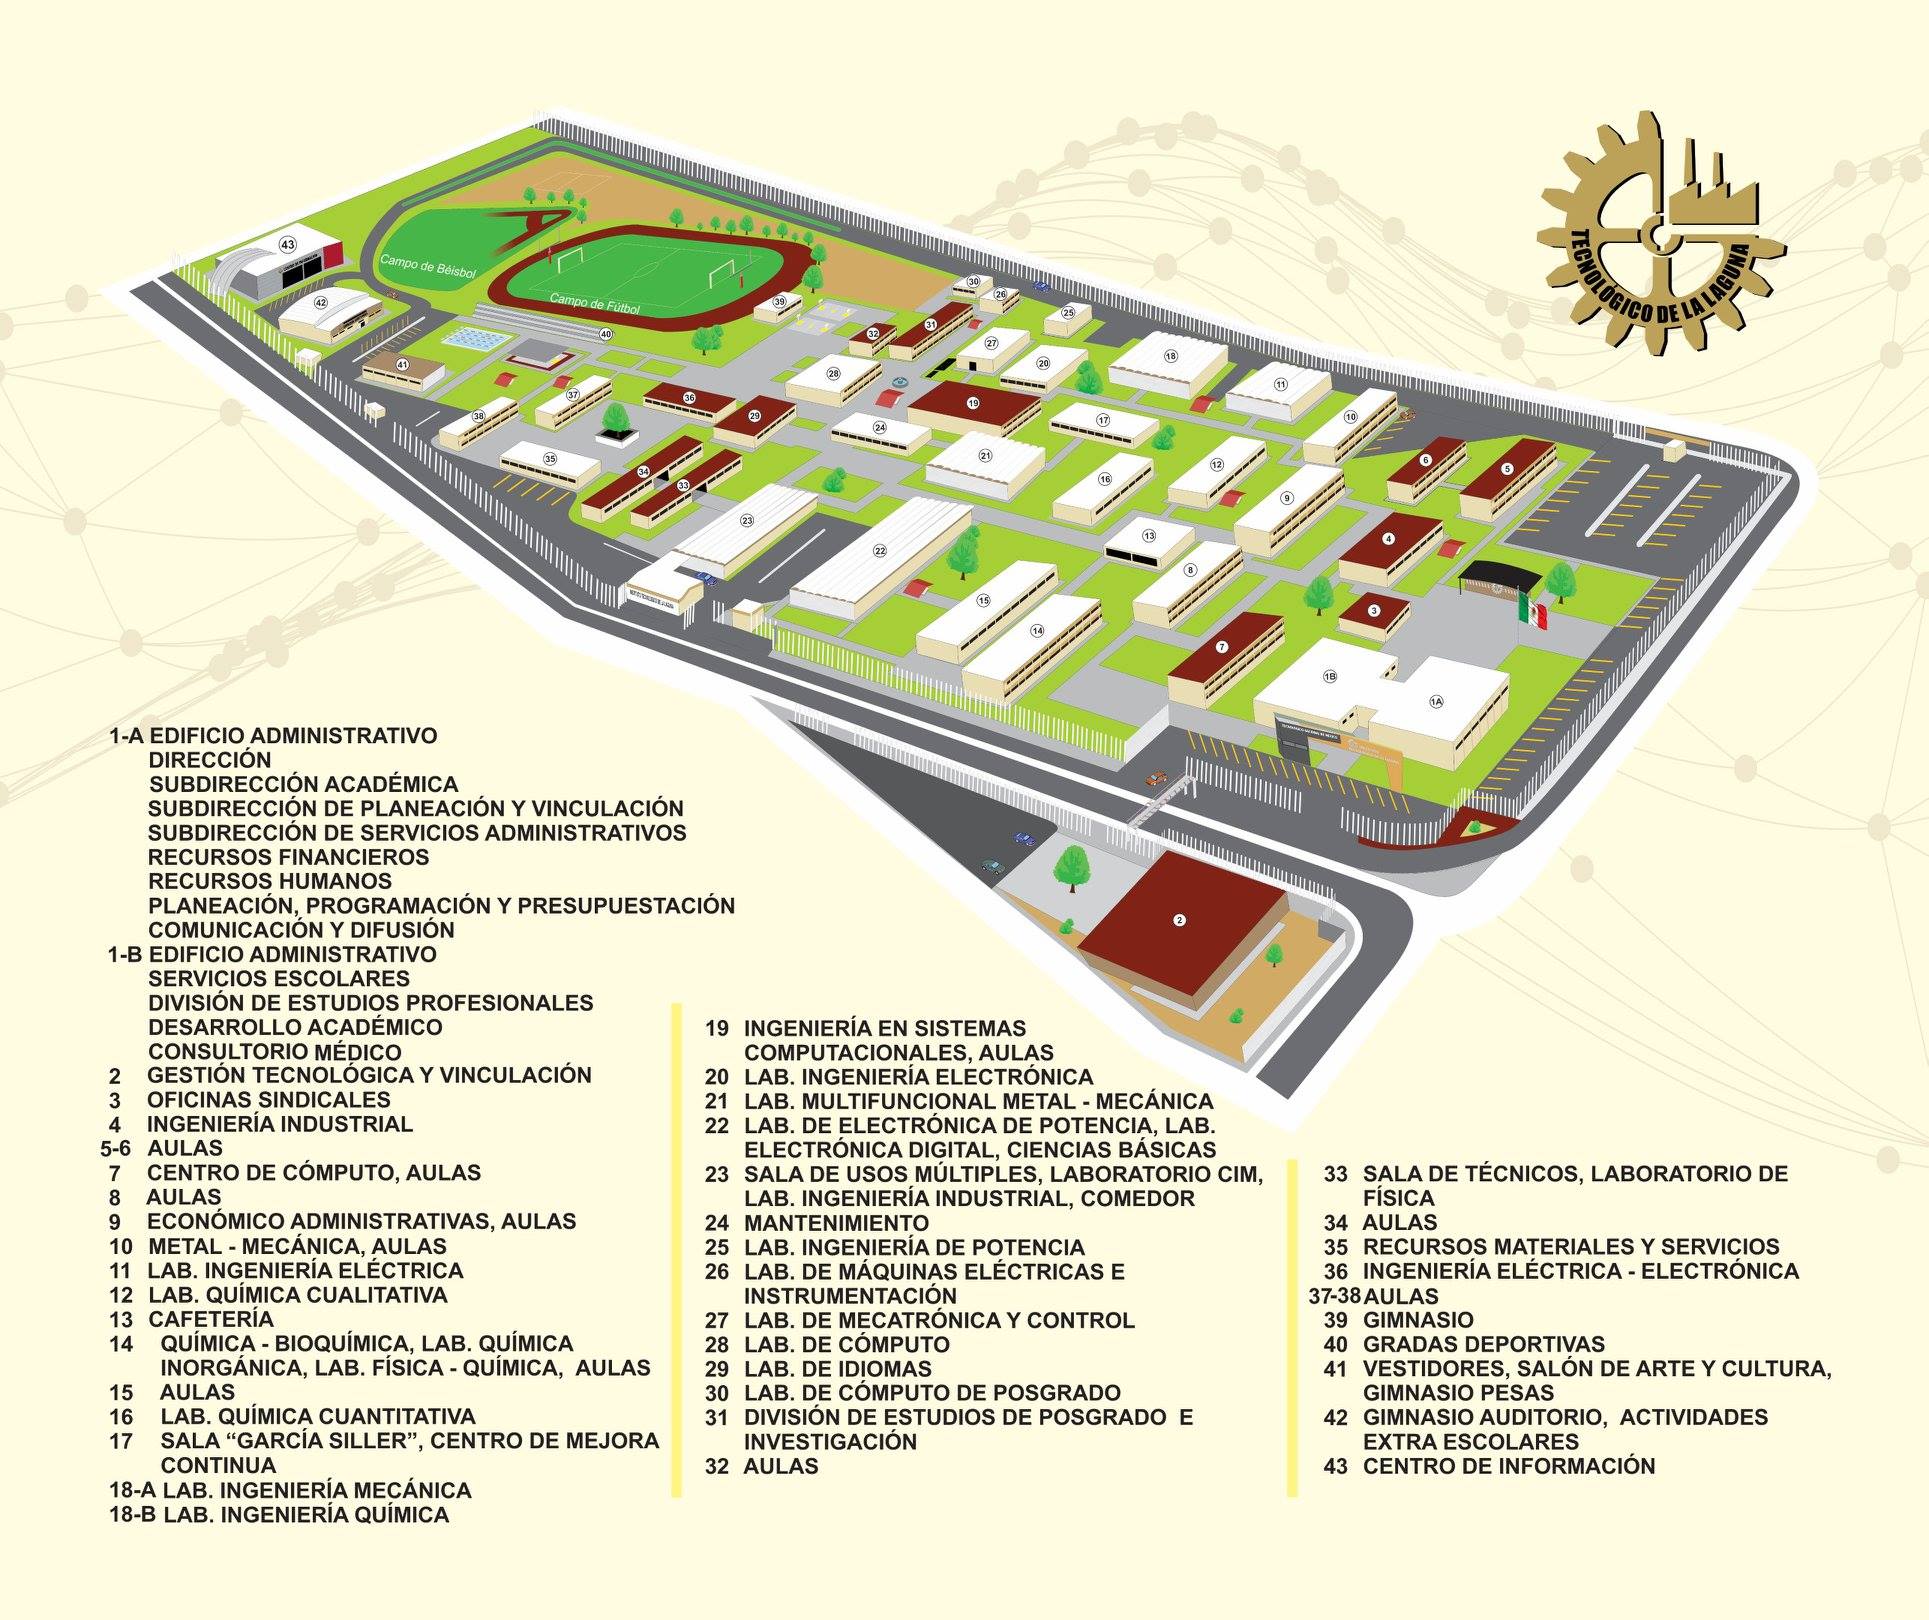 TECNOLÓGICO DE LA LAGUNA
43
42
Campo de Béisbol
Campo de Fútbol
30
26
39
25
40
32
31
27
18
41
28
20
11
37
36
29
19
10
38
24
17
35
34
33
21
12
6
5
16
9
23
22
13
4
8
15
3
14
7
1B
1A
2
1-A EDIFICIO ADMINISTRATIVO
DIRECCIÓN
SUBDIRECCIÓN ACADÉMICA
SUBDIRECCIÓN DE PLANEACIÓN Y VINCULACIÓN
SUBDIRECCIÓN DE SERVICIOS ADMINISTRATIVOS
RECURSOS FINANCIEROS
RECURSOS HUMANOS
PLANEACIÓN, PROGRAMACIÓN Y PRESUPUESTACIÓN
COMUNICACIÓN Y DIFUSIÓN
1-B EDIFICIO ADMINISTRATIVO
SERVICIOS ESCOLARES
DIVISIÓN DE ESTUDIOS PROFESIONALES
DESARROLLO ACADÉMICO
CONSULTORIO MÉDICO
2 GESTIÓN TECNOLÓGICA Y VINCULACIÓN
3 OFICINAS SINDICALES
4 INGENIERÍA INDUSTRIAL
5-6 AULAS
7 CENTRO DE CÓMPUTO, AULAS
8 AULAS
9 ECONÓMICO ADMINISTRATIVAS, AULAS
10 METAL - MECÁNICA, AULAS
11 LAB. INGENIERÍA ELÉCTRICA
12 LAB. QUÍMICA CUALITATIVA
13 CAFETERÍA
14 QUÍMICA - BIOQUÍMICA, LAB. QUÍMICA
INORGÁNICA, LAB. FÍSICA - QUÍMICA, AULAS
15 AULAS
16 LAB. QUÍMICA CUANTITATIVA
17 SALA “GARCÍA SILLER”, CENTRO DE MEJORA
CONTINUA
18-A LAB. INGENIERÍA MECÁNICA
18-B LAB. INGENIERÍA QUÍMICA
19 INGENIERÍA EN SISTEMAS
COMPUTACIONALES, AULAS
20 LAB. INGENIERÍA ELECTRÓNICA
21 LAB. MULTIFUNCIONAL METAL - MECÁNICA
22 LAB. DE ELECTRÓNICA DE POTENCIA, LAB.
ELECTRÓNICA DIGITAL, CIENCIAS BÁSICAS
23 SALA DE USOS MÚLTIPLES, LABORATORIO CIM,
LAB. INGENIERÍA INDUSTRIAL, COMEDOR
24 MANTENIMIENTO
25 LAB. INGENIERÍA DE POTENCIA
26 LAB. DE MÁQUINAS ELÉCTRICAS E
INSTRUMENTACIÓN
27 LAB. DE MECATRÓNICA Y CONTROL
28 LAB. DE CÓMPUTO
29 LAB. DE IDIOMAS
30 LAB. DE CÓMPUTO DE POSGRADO
31 DIVISIÓN DE ESTUDIOS DE POSGRADO E
INVESTIGACIÓN
32 AULAS
33 SALA DE TÉCNICOS, LABORATORIO DE
FÍSICA
34 AULAS
35 RECURSOS MATERIALES Y SERVICIOS
36 INGENIERÍA ELÉCTRICA - ELECTRÓNICA
37-38 AULAS
39 GIMNASIO
40 GRADAS DEPORTIVAS
41 VESTIDORES, SALÓN DE ARTE Y CULTURA,
GIMNASIO PESAS
42 GIMNASIO AUDITORIO, ACTIVIDADES
EXTRA ESCOLARES
43 CENTRO DE INFORMACIÓN